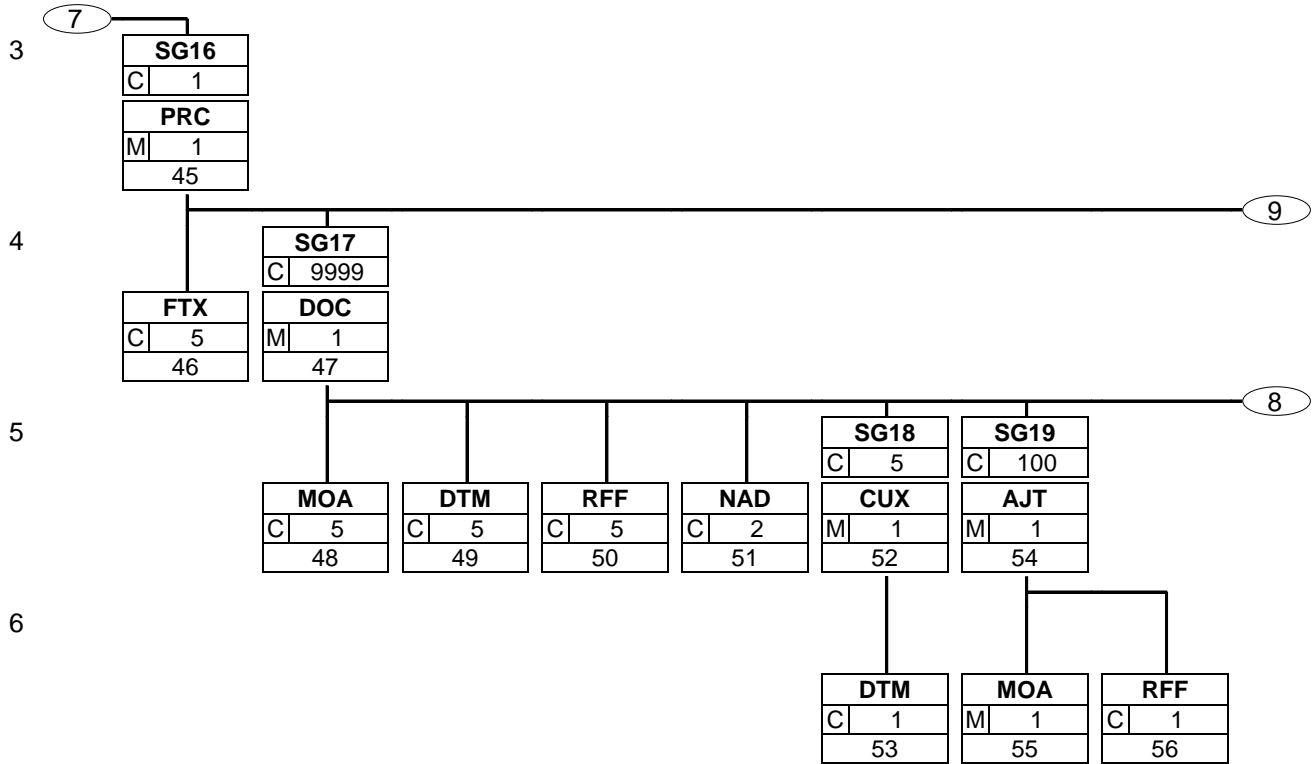 7
3
SG16
C 1
PRC
M 1
45
9
4
SG17
C 9999
FTX DOC
C 5 M 1
46 47
8
5
SG18 SG19
C 5 C 100
MOA DTM RFF NAD CUX AJT
C 5 C 5 C 5 C 2 M 1 M 1
48 49 50 51 52 54
6
DTM MOA RFF
C 1 M 1 C 1
53 55 56